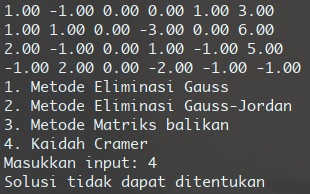 1.00 -1.00 0.00 0.00 1.00 3.00
1.00 1.00 0.00 -3.00 0.00 6.00
2.00 -1.00 0.00 1.00 -1.00 5.00
-1.00 2.00 0.00 -2.00 -1.00 -1.00
1. Metode Eliminasi Gauss
2. Metode Eliminasi Gauss-Jordan
3. Metode Matriks balikan
4. Kaidah Cramer
Masukkan input: 4
Solusi tidak dapat ditentukan